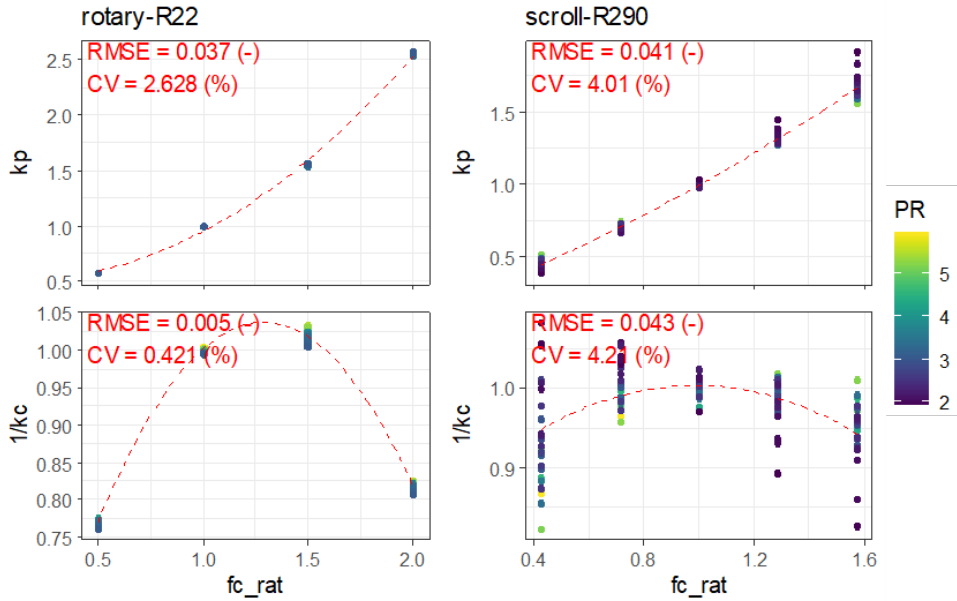 rotary-R22
scroll-R290
RMSE = 0.037 (-)
CV = 2.628 (%)
kp
2.5
2.0
1.5
1.0
0.5
RMSE = 0.041 (-)
CV = 4.01 (%)
kp
1.5
1.0
0.5
PR
5
4
3
2
RMSE = 0.005 (-)
CV = 0.421 (%)
1/kc
1.05
1.00
0.95
0.90
0.85
0.80
0.75
0.5
1.0
1.5
2.0
fc_rat
RMSE = 0.043 (-)
CV = 4.21 (%)
1/kc
1.0
0.9
0.4
0.8
1.2
1.6
fc_rat